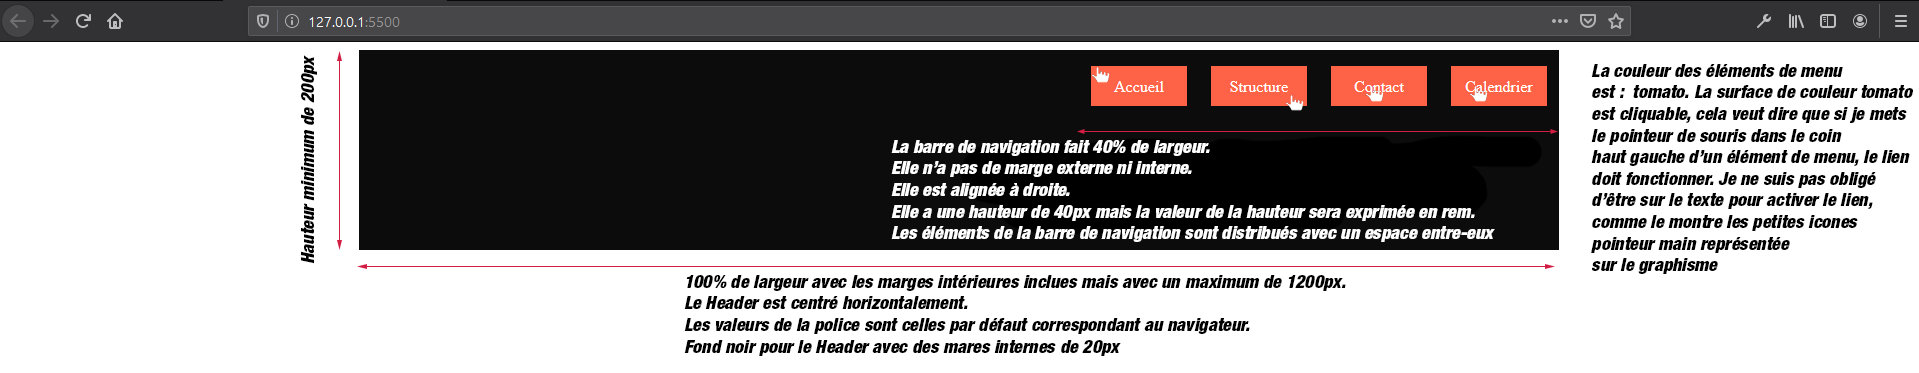 127.0.0.1:5500
Hauteur minimum de 200px
Accueil
Structure
Contact
Calendrier
La barre de navigation fait 40% de largeur.
Elle n'a pas de marge externe ni interne.
Elle est alignée à droite.
Elle a une hauteur de 40px mais la valeur de la hauteur sera exprimée en rem.
Les éléments de la barre de navigation sont distribués avec un espace entre-eux
La couleur des éléments de menu
est :  tomato. La surface de couleur tomato
est cliquable, cela veut dire que si je mets
le pointeur de souris dans le coin
haut gauche d'un élément de menu, le lien
doit fonctionner. Je ne suis pas obligé
d'être sur le texte pour activer le lien,
comme le montre les petites icones
pointeur main représentée
sur le graphisme
100% de largeur avec les marges intérieures inclues mais avec un maximum de 1200px.
Le Header est centré horizontalement.
Les valeurs de la police sont celles par défaut correspondant au navigateur.
Fond noir pour le Header avec des mares internes de 20px